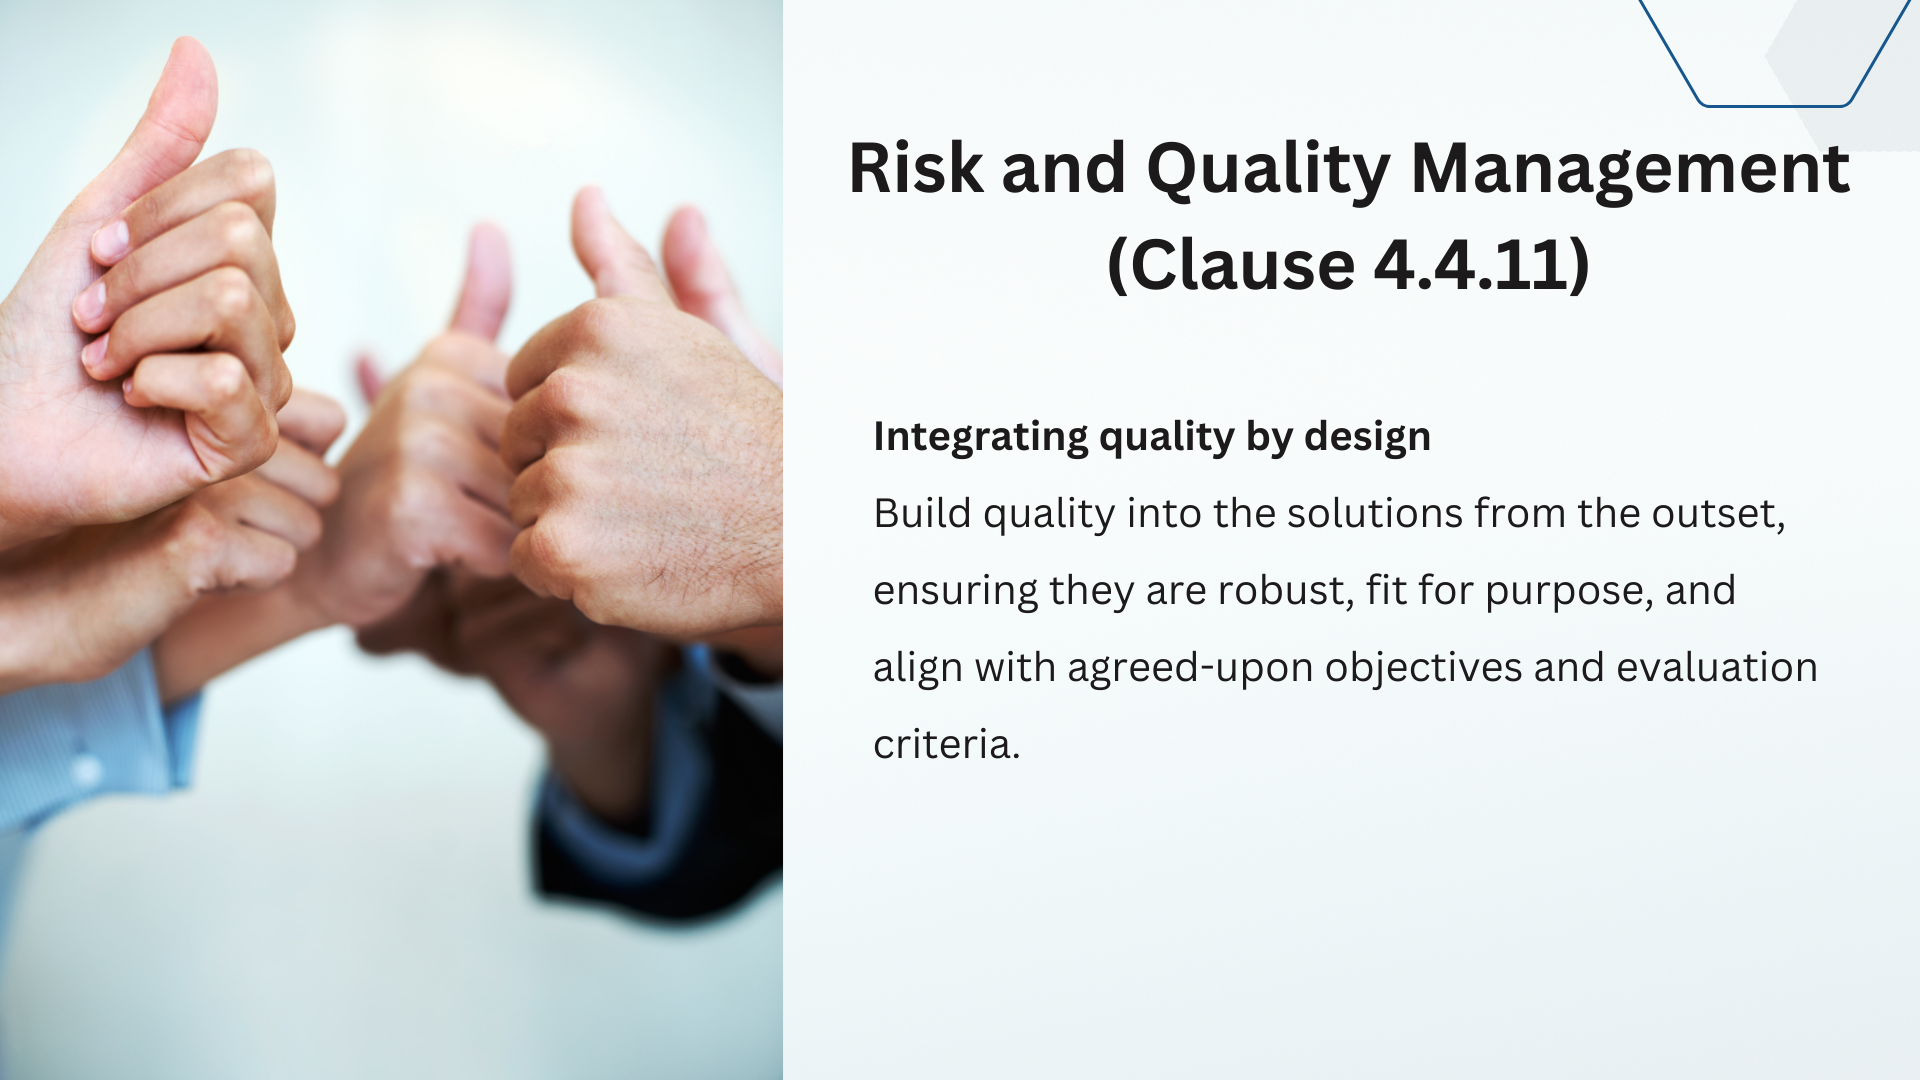 Risk and Quality Management
(Clause 4.4.11)
Integrating quality by design
Build quality into the solutions from the outset,
ensuring they are robust, fit for purpose, and
align with agreed-upon objectives and evaluation
criteria.